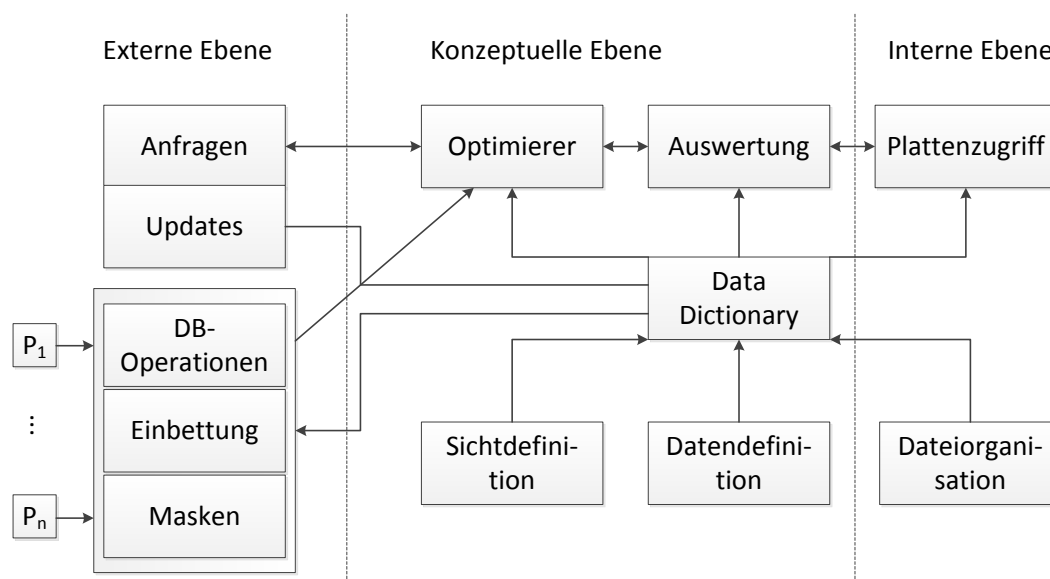 Externe Ebene
Konzeptuelle Ebene
Interne Ebene
Anfragen
Optimierer
Auswertung
Plattenzugriff
Updates
Data
Dictionary
P1
DB-
Operationen
⋮
Einbettung
Sichtdefini-
tion
Datendefini-
tion
Dateiorgani-
sation
Pn
Masken